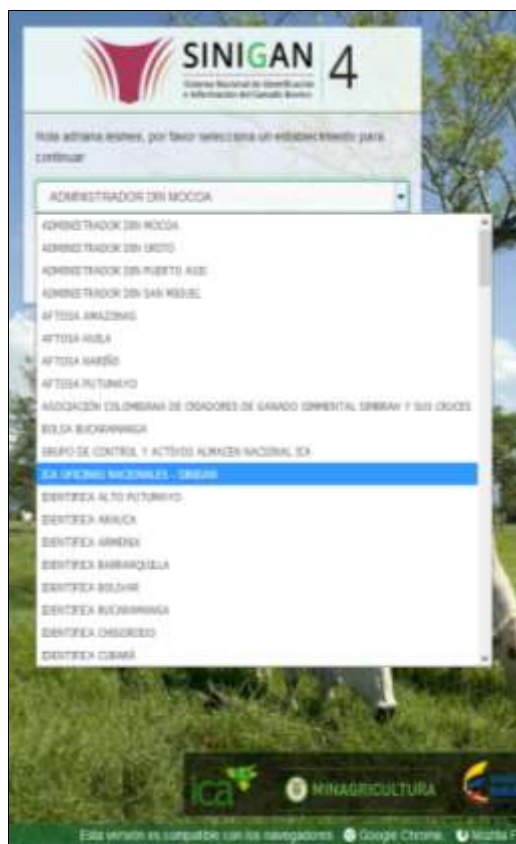 SINIGAN 4
Sistema Nacional de Identificación
e Información del Ganado Bovino
Hola adriana, por favor selecciona un establecimiento para
continuar
ADMINISTRADOR DIN MOCOA
ADMINISTRADOR DIN MOCOA
ADMINISTRADOR DIN ORITO
ADMINISTRADOR DIN PUERTO ASIS
ADMINISTRADOR DIN SAN MIGUEL
AFTOSA AMAZONAS
AFTOSA HUILA
AFTOSA NARIÑO
AFTOSA PUTUMAYO
ASOCIACIÓN COLOMBIANA DE CRIADORES DE GANADO SIMMENTAL SIMBRAH Y SUS CRUCES
BOLSA BUCARAMANGA
GRUPO DE CONTROL Y ACTIVOS ALMACEN NACIONAL ICA
ICA OFICINAS NACIONALES - SINIGAN
IDENTIFICA ALTO PUTUMAYO
IDENTIFICA ARAUCA
IDENTIFICA ARMENIA
IDENTIFICA BARRANQUILLA
IDENTIFICA BOLIVAR
IDENTIFICA BUCARAMANGA
IDENTIFICA CHIGORODO
IDENTIFICA CUBARÁ
ica MINAGRICULTURA
Esta versión es compatible con los navegadores Google Chrome, Mozilla F